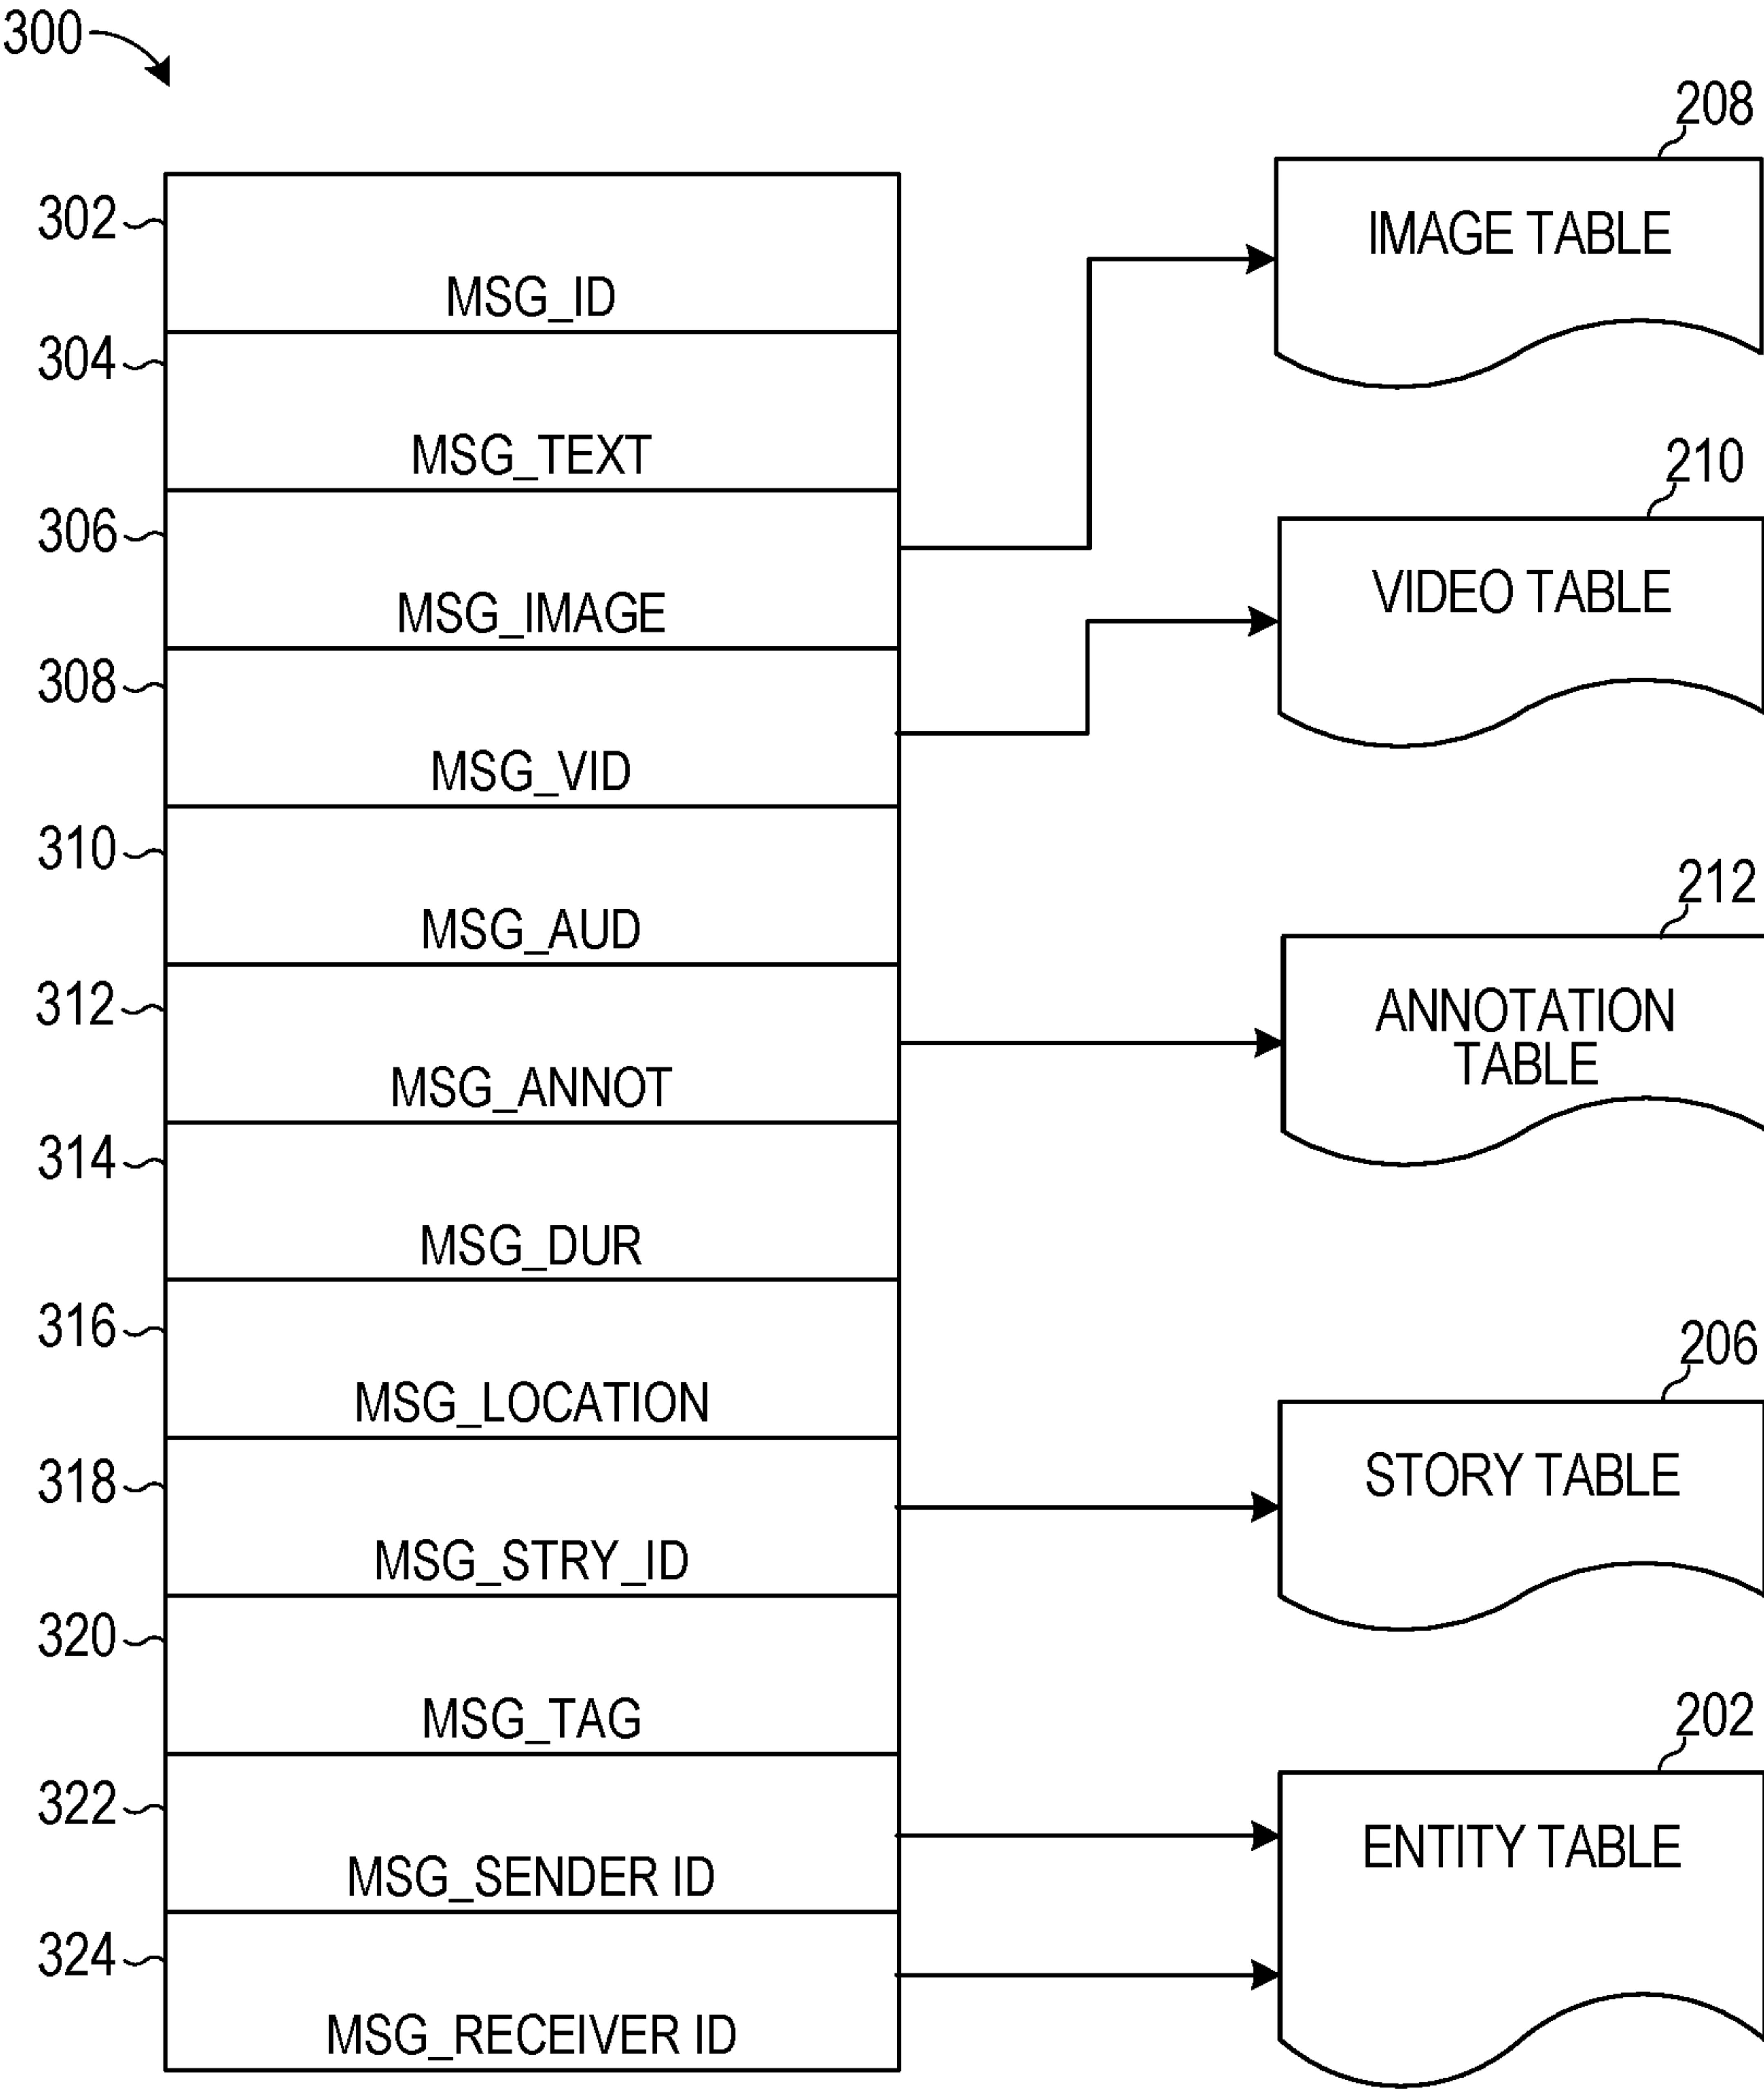 300
302
MSG_ID
304
MSG_TEXT
306
MSG_IMAGE
308
MSG_VID
310
MSG_AUD
312
MSG_ANNOT
314
MSG_DUR
316
MSG_LOCATION
318
MSG_STRY_ID
320
MSG_TAG
322
MSG_SENDER ID
324
MSG_RECEIVER ID
208
IMAGE TABLE
210
VIDEO TABLE
212
ANNOTATION
TABLE
206
STORY TABLE
202
ENTITY TABLE